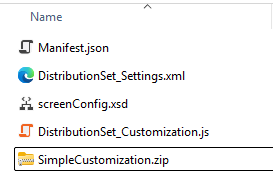 Name
Manifest.json
DistributionSet_Settings.xml
screenConfig.xsd
DistributionSet_Customization.js
SimpleCustomization.zip